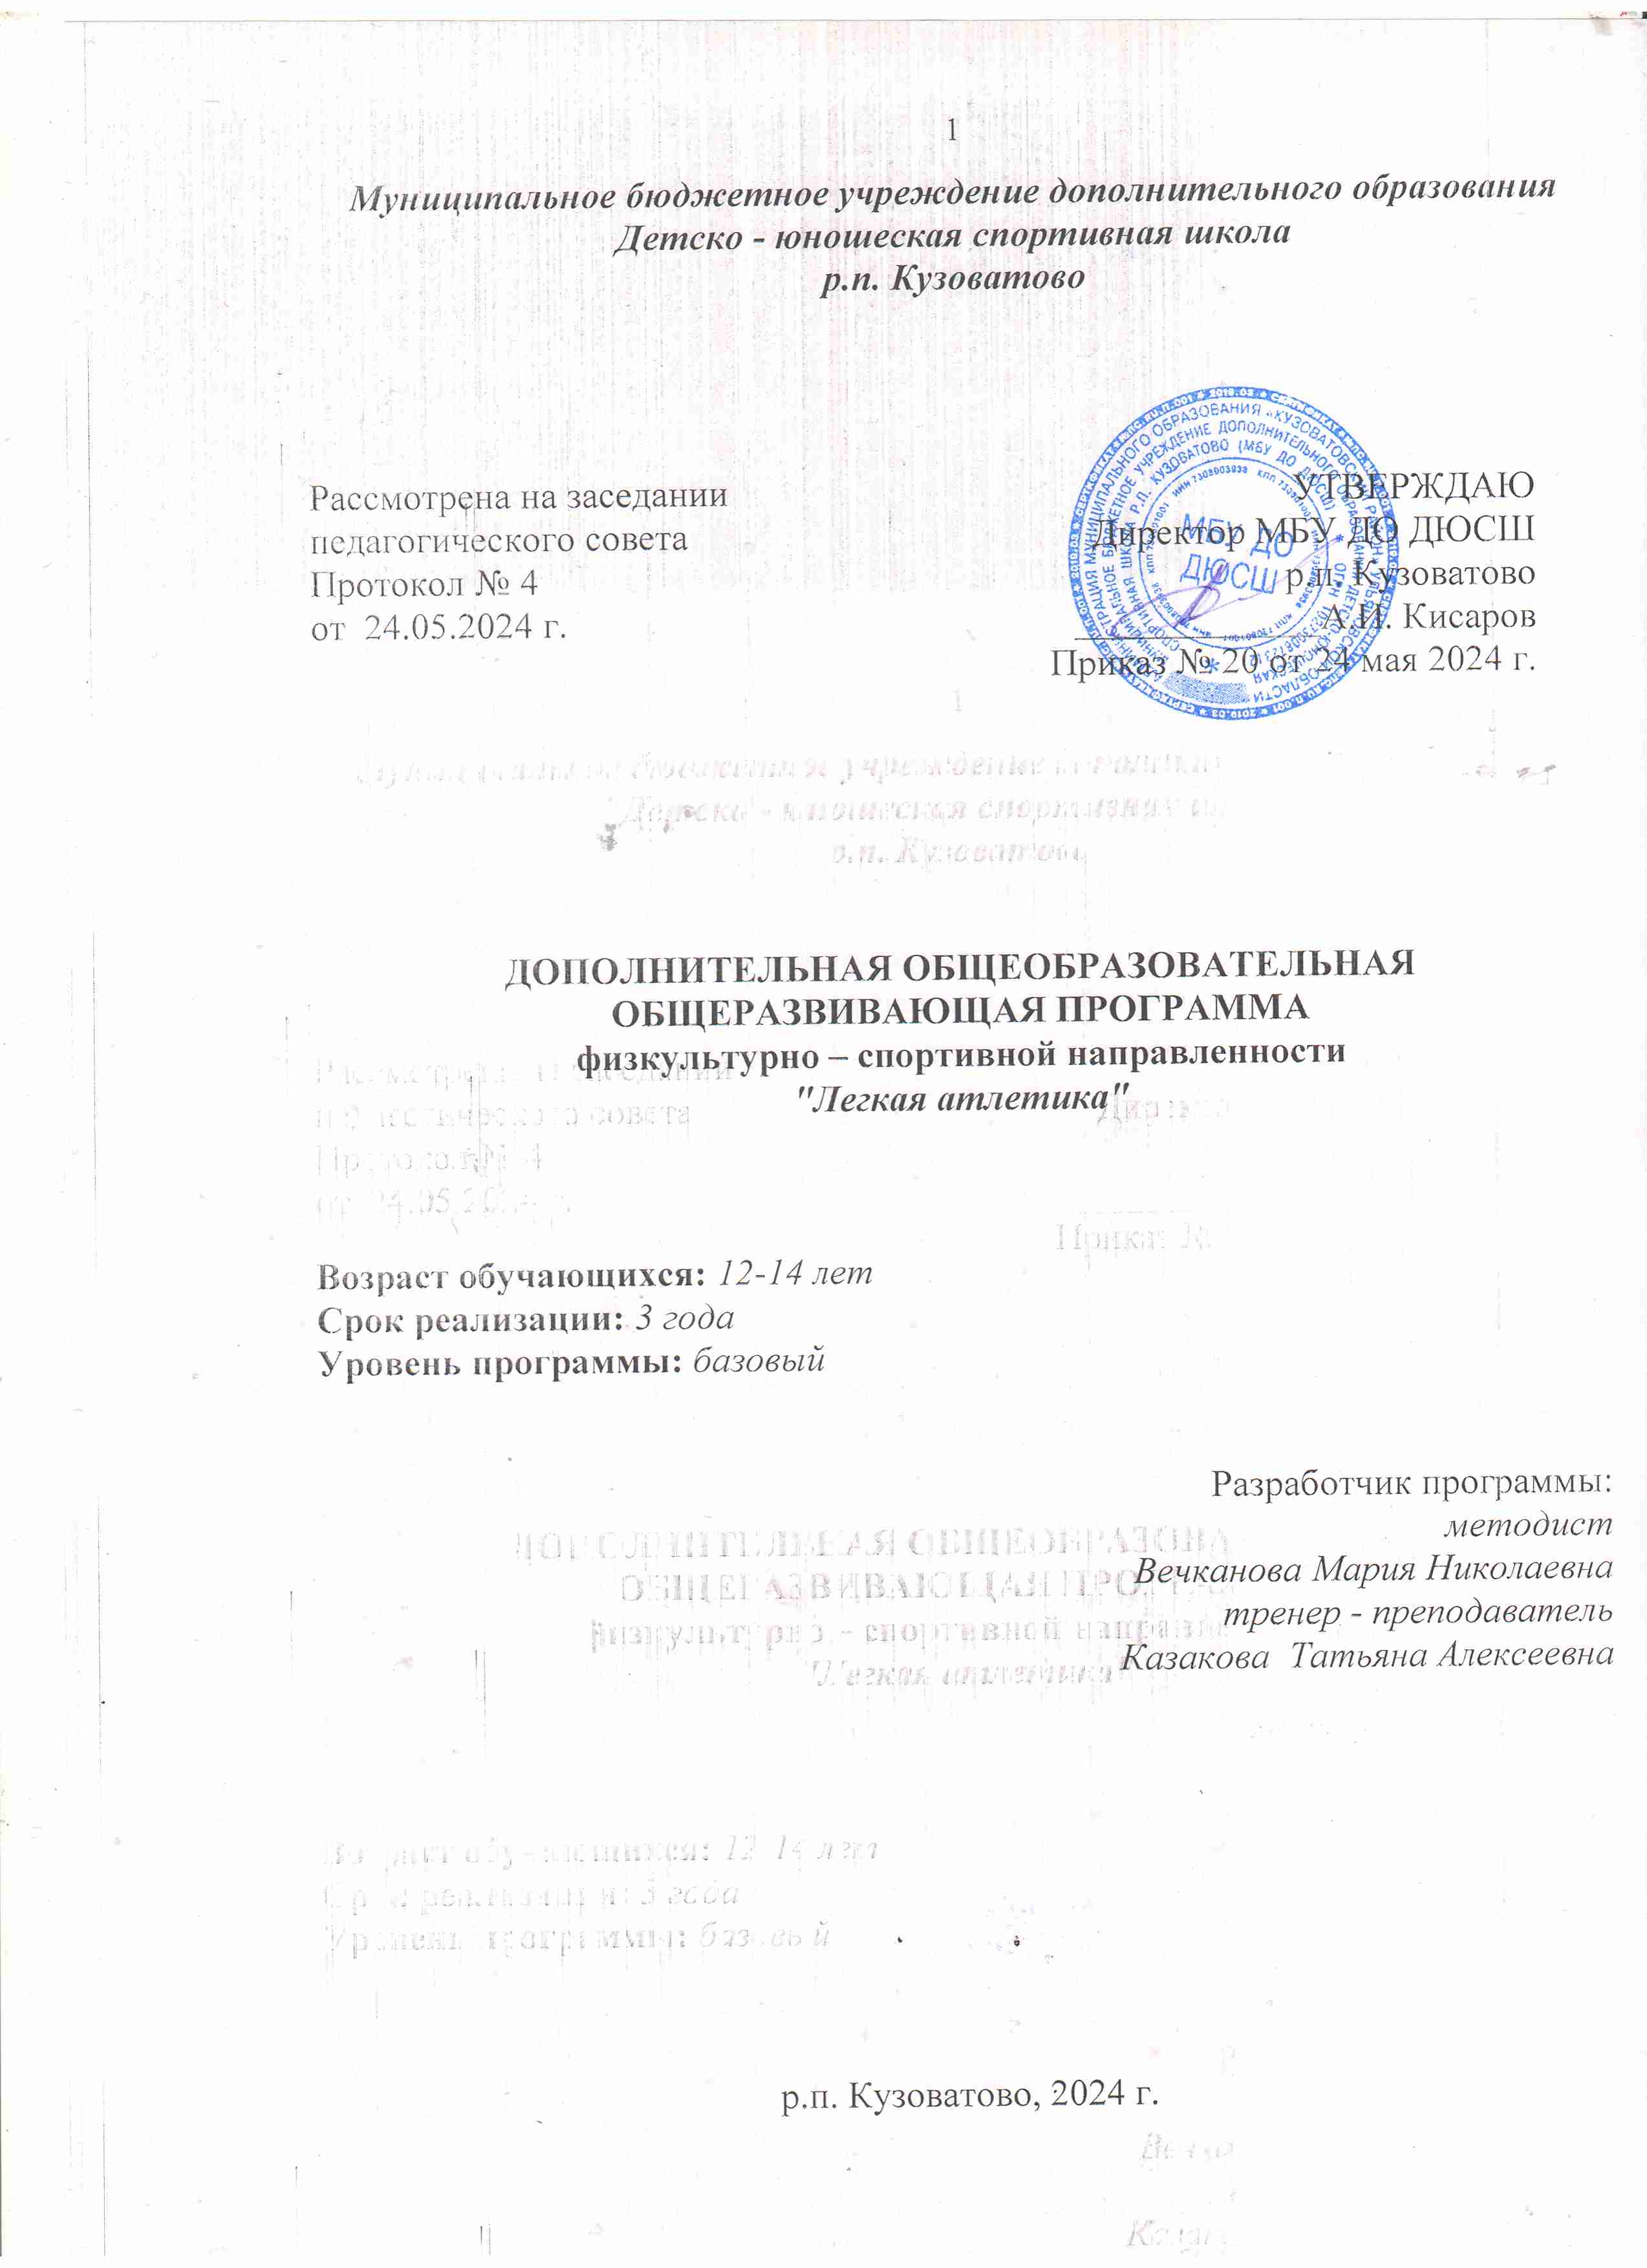 1
Муниципальное бюджетное учреждение дополнительного образования
Детско - юношеская спортивная школа
р.п. Кузоватово
Рассмотрена на заседании
педагогического совета
Протокол № 4
от 24.05.2024 г.
УТВЕРЖДАЮ
Директор МБУ ДО ДЮСШ
р.п. Кузоватово
А.И. Кисаров
Приказ № 20 от 24 мая 2024 г.
МБУ ДО
ДЮСШ
ДОПОЛНИТЕЛЬНАЯ ОБЩЕОБРАЗОВАТЕЛЬНАЯ
ОБЩЕРАЗВИВАЮЩАЯ ПРОГРАММА
физкультурно – спортивной направленности
"Легкая атлетика"
Возраст обучающихся: 12-14 лет
Срок реализации: 3 года
Уровень программы: базовый
Разработчик программы:
методист
Вечканова Мария Николаевна
тренер - преподаватель
Казакова Татьяна Алексеевна
р.п. Кузоватово, 2024 г.